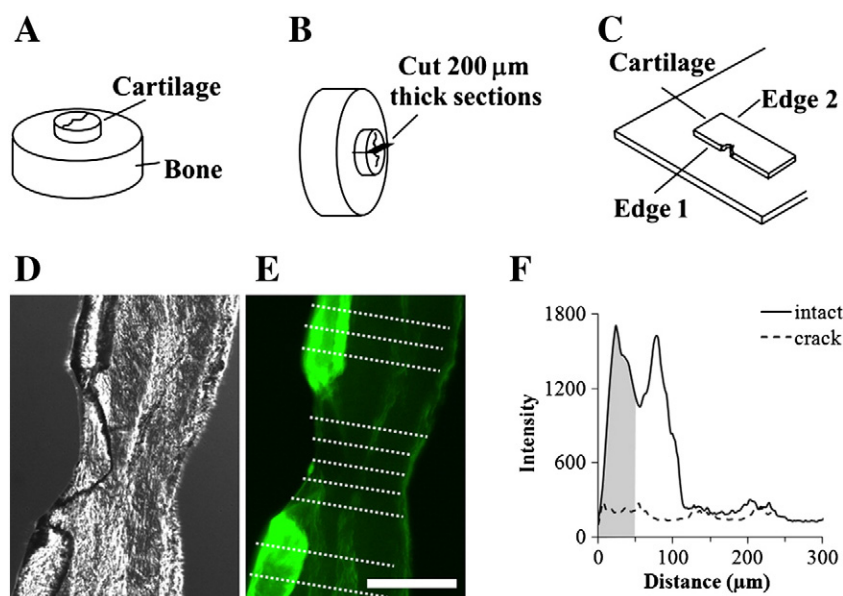 A
Cartilage
Bone
B
Cut 200 µm
thick sections
C
Cartilage
Edge 2
Edge 1
D
E
F
1800
1200
600
0
Intensity
intact
crack
0
100
200
300
Distance (µm)